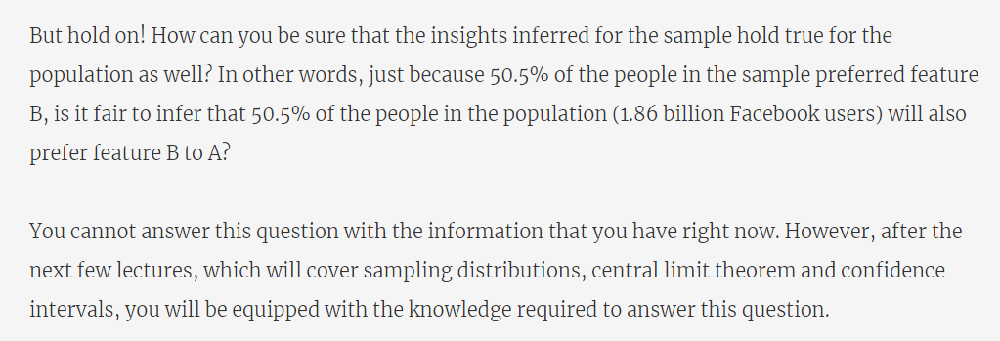 But hold on! How can you be sure that the insights inferred for the sample hold true for the
population as well? In other words, just because 50.5% of the people in the sample preferred feature
B, is it fair to infer that 50.5% of the people in the population (1.86 billion Facebook users) will also
prefer feature B to A?
You cannot answer this question with the information that you have right now. However, after the
next few lectures, which will cover sampling distributions, central limit theorem and confidence
intervals, you will be equipped with the knowledge required to answer this question.